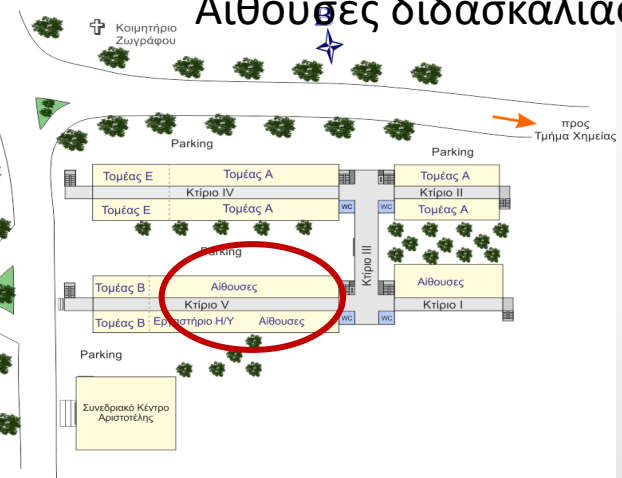 Αίθουσες διδασκαλίας
Κοιμητήριο
Ζωγράφου
B
προς
Τμήμα Χημείας
Parking
Parking
Τομέας Ε
Τομέας Α
Τομέας Α
Κτίριο IV
Κτίριο II
Τομέας Ε
Τομέας Α
WC
WC
Τομέας Α
Parking
Κτίριο III
Τομέας Β
Αίθουσες
Αίθουσες
Κτίριο V
Κτίριο I
Τομέας Β
Εργαστήριο Η/Υ
Αίθουσες
WC
WC
Parking
Συνεδριακό Κέντρο
Αριστοτέλης